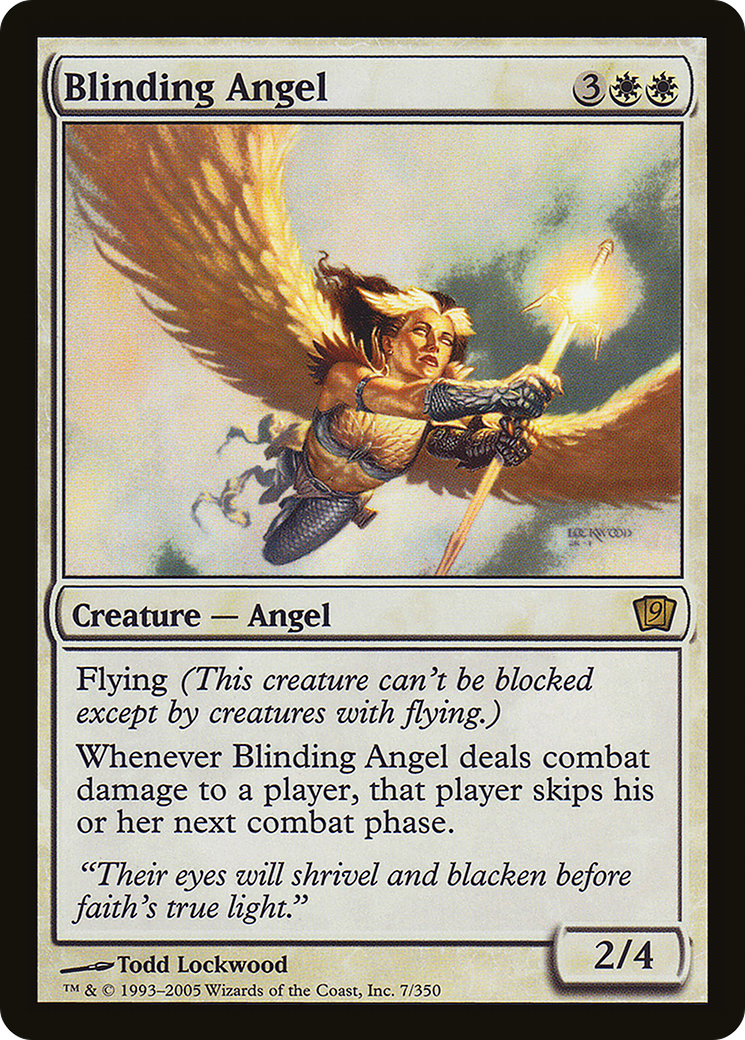 Blinding Angel 3
LOCKWOOD
Creature — Angel 9
Flying (This creature can't be blocked
except by creatures with flying.)
Whenever Blinding Angel deals combat
damage to a player, that player skips his
or her next combat phase.
“Their eyes will shrivel and blacken before
faith's true light.”
2/4
Todd Lockwood
™ & © 1993–2005 Wizards of the Coast, Inc. 7/350